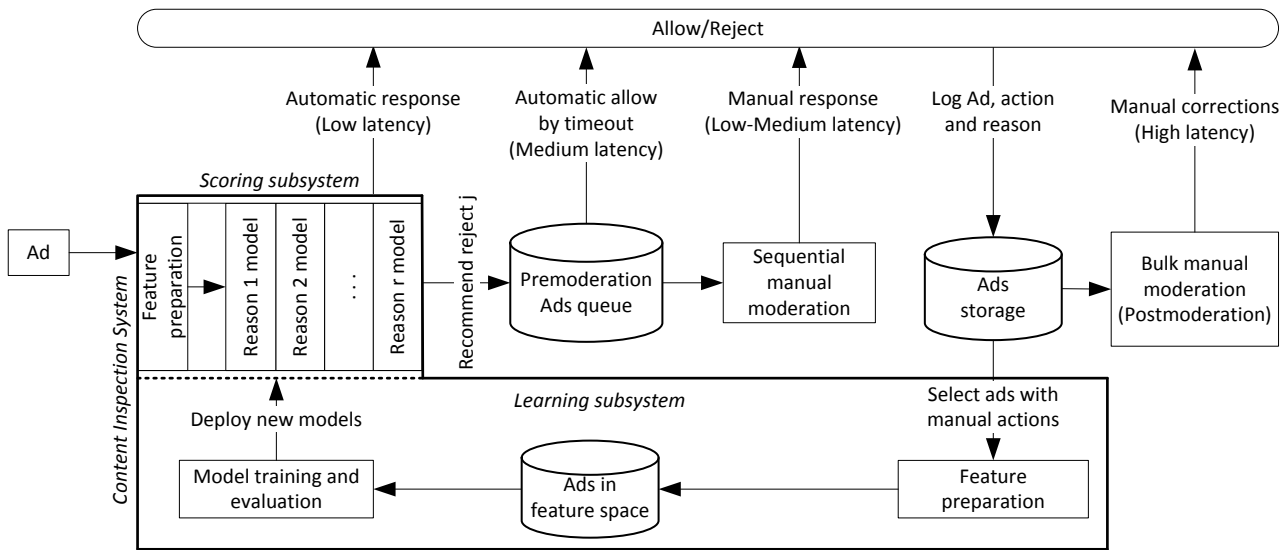 Allow/Reject
Automatic response
(Low latency)
Automatic allow
by timeout
(Medium latency)
Manual response
(Low-Medium latency)
Log Ad, action
and reason
Manual corrections
(High latency)
Scoring subsystem
Ad
Content Inspection System
Feature
preparation
Reason 1 model
Reason 2 model
. . .
Reason r model
Recommend reject j
Premoderation
Ads queue
Sequential
manual
moderation
Ads
storage
Bulk manual
moderation
(Postmoderation)
Deploy new models
Learning subsystem
Select ads with
manual actions
Model training and
evaluation
Ads in
feature space
Feature
preparation